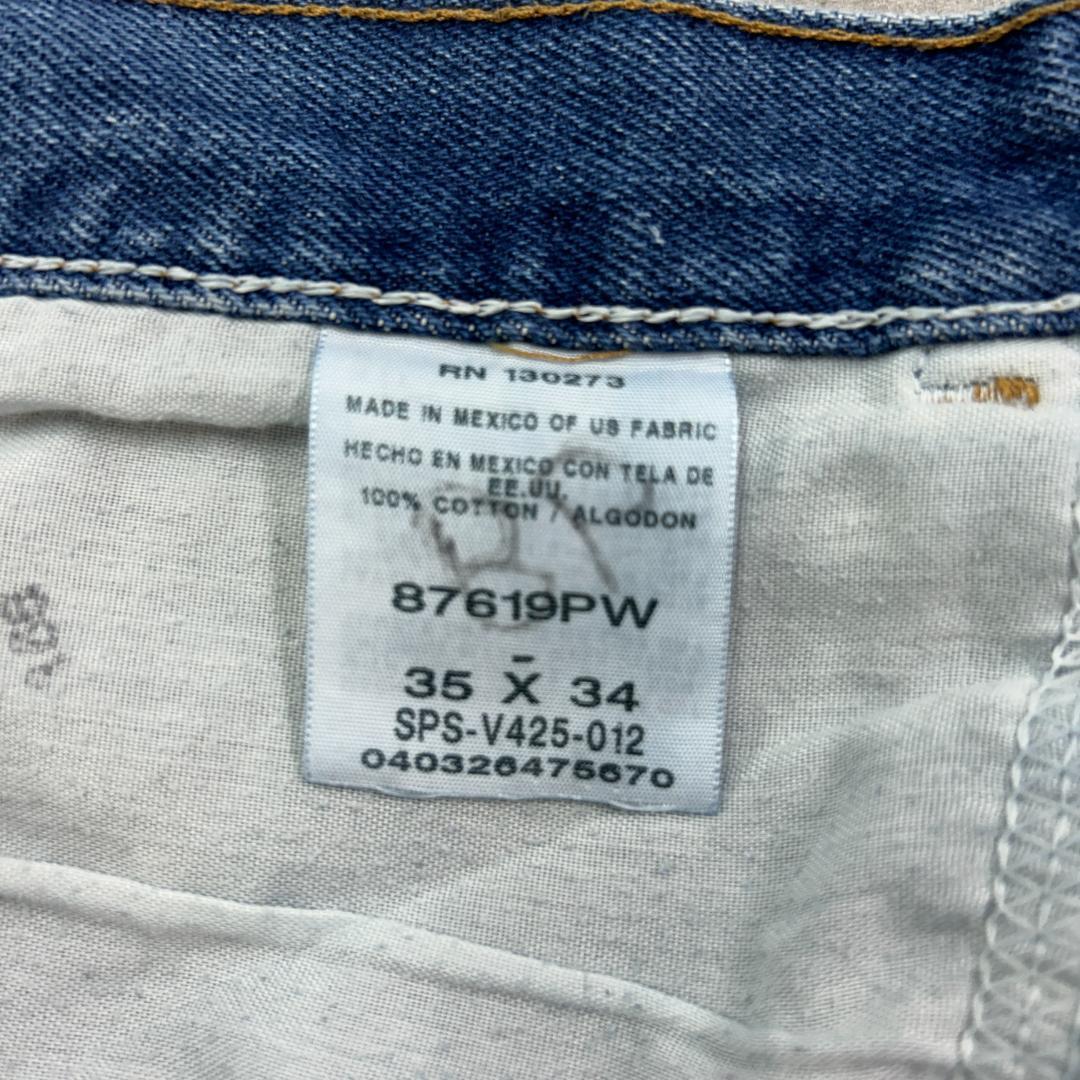 RN 130273
MADE IN MEXICO OF US FABRIC
HECHO EN MEXICO CON TELA DE
EE.UU.
100% COTTON / ALGODON
87619PW
-
35 X 34
SPS-V425-012
040326475670